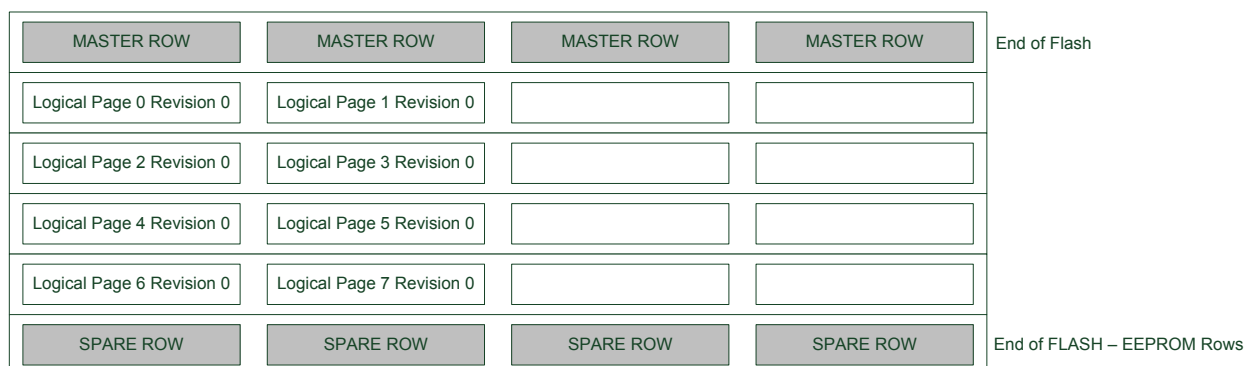 MASTER ROW MASTER ROW MASTER ROW MASTER ROW End of Flash
Logical Page 0 Revision 0 Logical Page 1 Revision 0
Logical Page 2 Revision 0 Logical Page 3 Revision 0
Logical Page 4 Revision 0 Logical Page 5 Revision 0
Logical Page 6 Revision 0 Logical Page 7 Revision 0
SPARE ROW SPARE ROW SPARE ROW SPARE ROW End of FLASH – EEPROM Rows